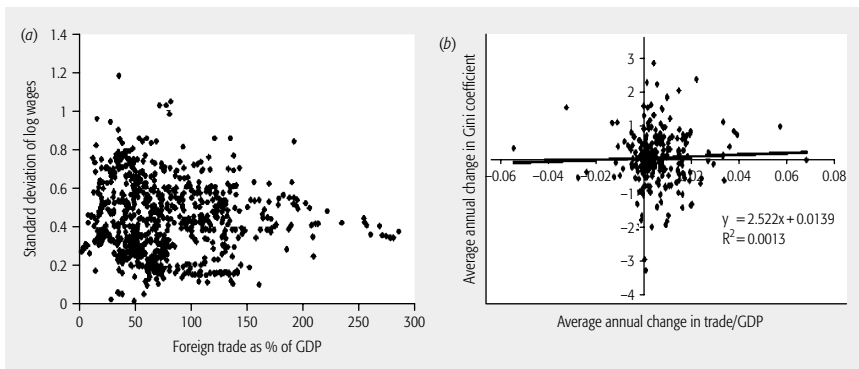 (a)
1.4
1.2
1
0.8
0.6
0.4
0.2
0
Standard deviation of log wages
0 50 100 150 200 250 300
Foreign trade as % of GDP
(b)
Average annual change in Gini coefficient
3
2
1
−0.06 −0.04 −0.02 0 0.02 0.04 0.06 0.08
−1
−2
−3
−4
y = 2.522x + 0.0139
R² = 0.0013
Average annual change in trade/GDP